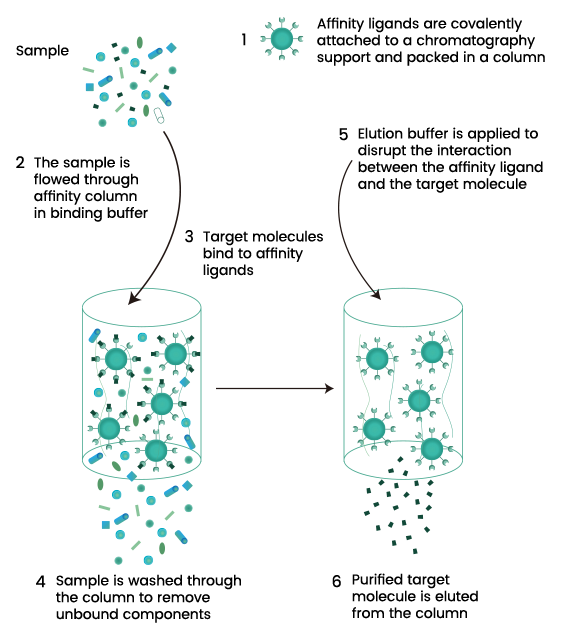 Sample
1 Affinity ligands are covalently
attached to a chromatography
support and packed in a column
2 The sample is
flowed through
affinity column
in binding buffer
3 Target molecules
bind to affinity
ligands
5 Elution buffer is applied to
disrupt the interaction
between the affinity ligand
and the target molecule
4 Sample is washed through
the column to remove
unbound components
6 Purified target
molecule is eluted
from the column